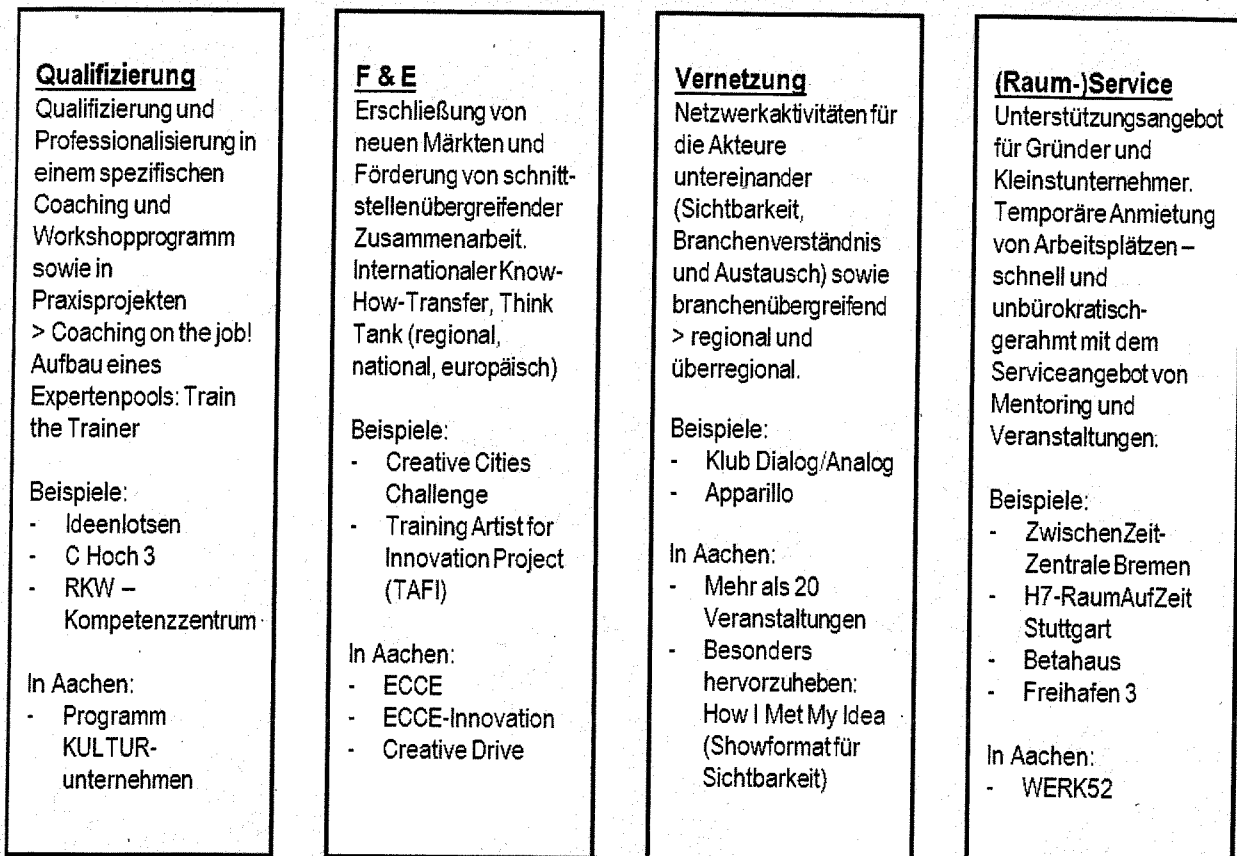 Qualifizierung
Qualifizierung und
Professionalisierung in
einem spezifischen
Coaching und
Workshopprogramm
sowie in
Praxisprojekten
> Coaching on the job!
Aufbau eines
Expertenpools: Train
the Trainer
Beispiele:
- Ideenlotsen
- C Hoch 3
- RKW –
Kompetenzzentrum
In Aachen:
- Programm
KULTUR-
unternehmen
F & E
Erschließung von
neuen Märkten und
Förderung von schnitt-
stellenübergreifender
Zusammenarbeit.
Internationaler Know-
How-Transfer, Think
Tank (regional,
national, europäisch)
Beispiele:
- Creative Cities
Challenge
- Training Artist for
Innovation Project
(TAFI)
In Aachen:
- ECCE
- ECCE-Innovation
- Creative Drive
Vernetzung
Netzwerkaktivitäten für
die Akteure
untereinander
(Sichtbarkeit,
Branchenverständnis
und Austausch) sowie
branchenübergreifend
> regional und
überregional.
Beispiele:
- Klub Dialog/Analog
- Apparillo
In Aachen:
- Mehr als 20
Veranstaltungen
- Besonders
hervorzuheben:
How I Met My Idea
(Showformat für
Sichtbarkeit)
(Raum-)Service
Unterstützungsangebot
für Gründer und
Kleinstunternehmer.
Temporäre Anmietung
von Arbeitsplätzen –
schnell und
unbürokratisch-
gerahmt mit dem
Serviceangebot von
Mentoring und
Veranstaltungen.
Beispiele:
- ZwischenZeit-
Zentrale Bremen
- H7-RaumAufZeit
Stuttgart
- Betahaus
- Freihafen 3
In Aachen:
- WERK52